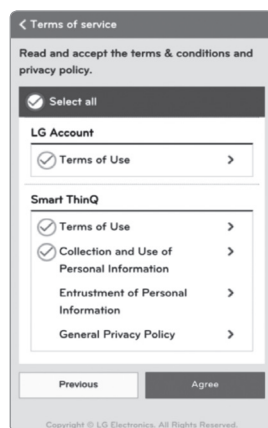 < Terms of service
Read and accept the terms & conditions and
privacy policy.
Select all
LG Account
Terms of Use >
Smart ThinQ
Terms of Use >
Collection and Use of >
Personal Information
Entrustment of Personal >
Information
General Privacy Policy >
Previous Agree
Copyright © LG Electronics. All Rights Reserved.